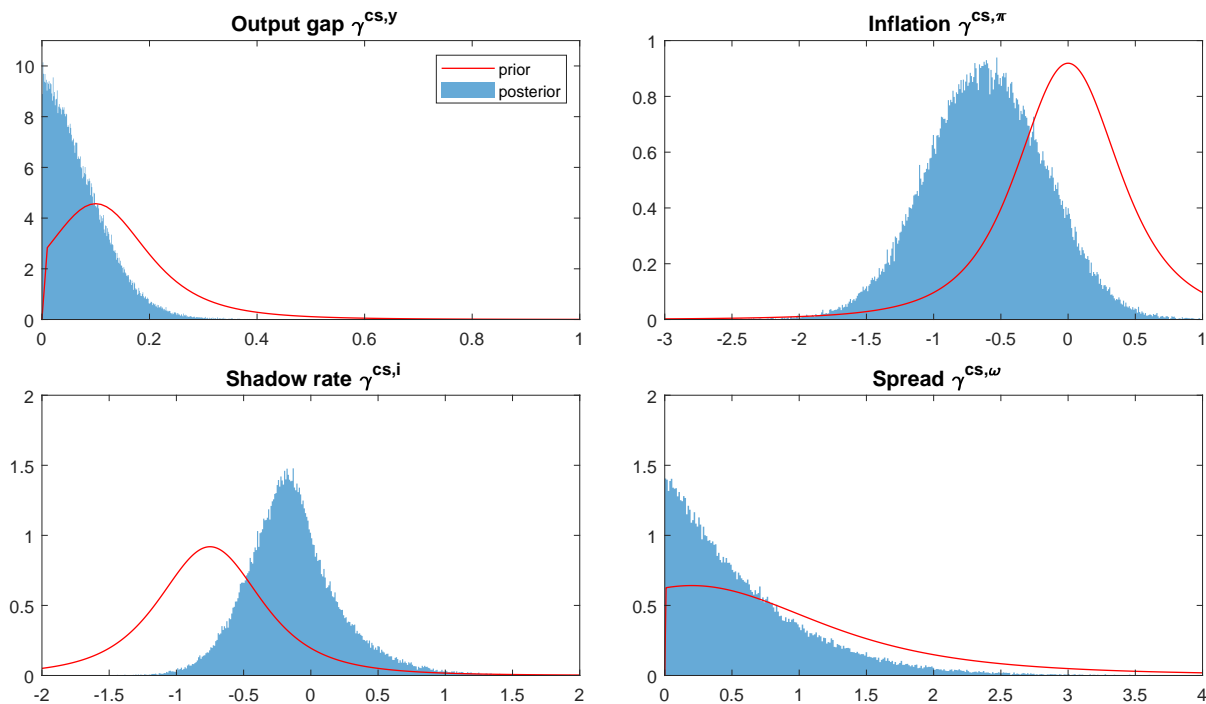 Output gap γ^cs,y
prior
posterior
10
8
6
4
2
0
0 0.2 0.4 0.6 0.8 1
Inflation γ^cs,π
1
0.8
0.6
0.4
0.2
0
-3 -2.5 -2 -1.5 -1 -0.5 0 0.5 1
Shadow rate γ^cs,i
2
1.5
1
0.5
0
-2 -1.5 -1 -0.5 0 0.5 1 1.5 2
Spread γ^cs,ω
2
1.5
1
0.5
0
0 0.5 1 1.5 2 2.5 3 3.5 4